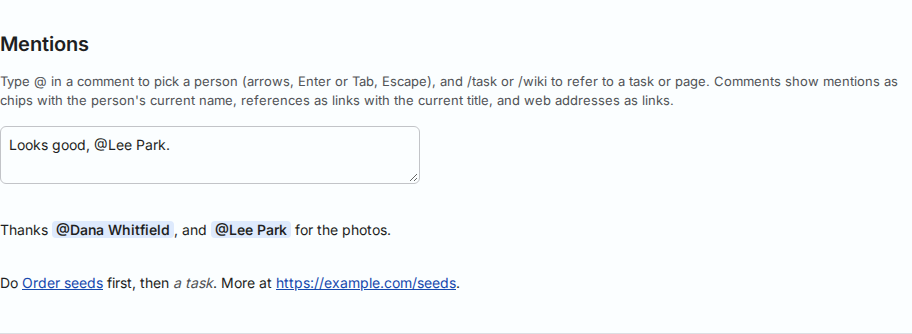 Mentions
Type @ in a comment to pick a person (arrows, Enter or Tab, Escape), and /task or /wiki to refer to a task or page. Comments show mentions as
chips with the person's current name, references as links with the current title, and web addresses as links.
Looks good, @Lee Park.
Thanks @Dana Whitfield, and @Lee Park for the photos.
Do Order seeds first, then a task. More at https://example.com/seeds.